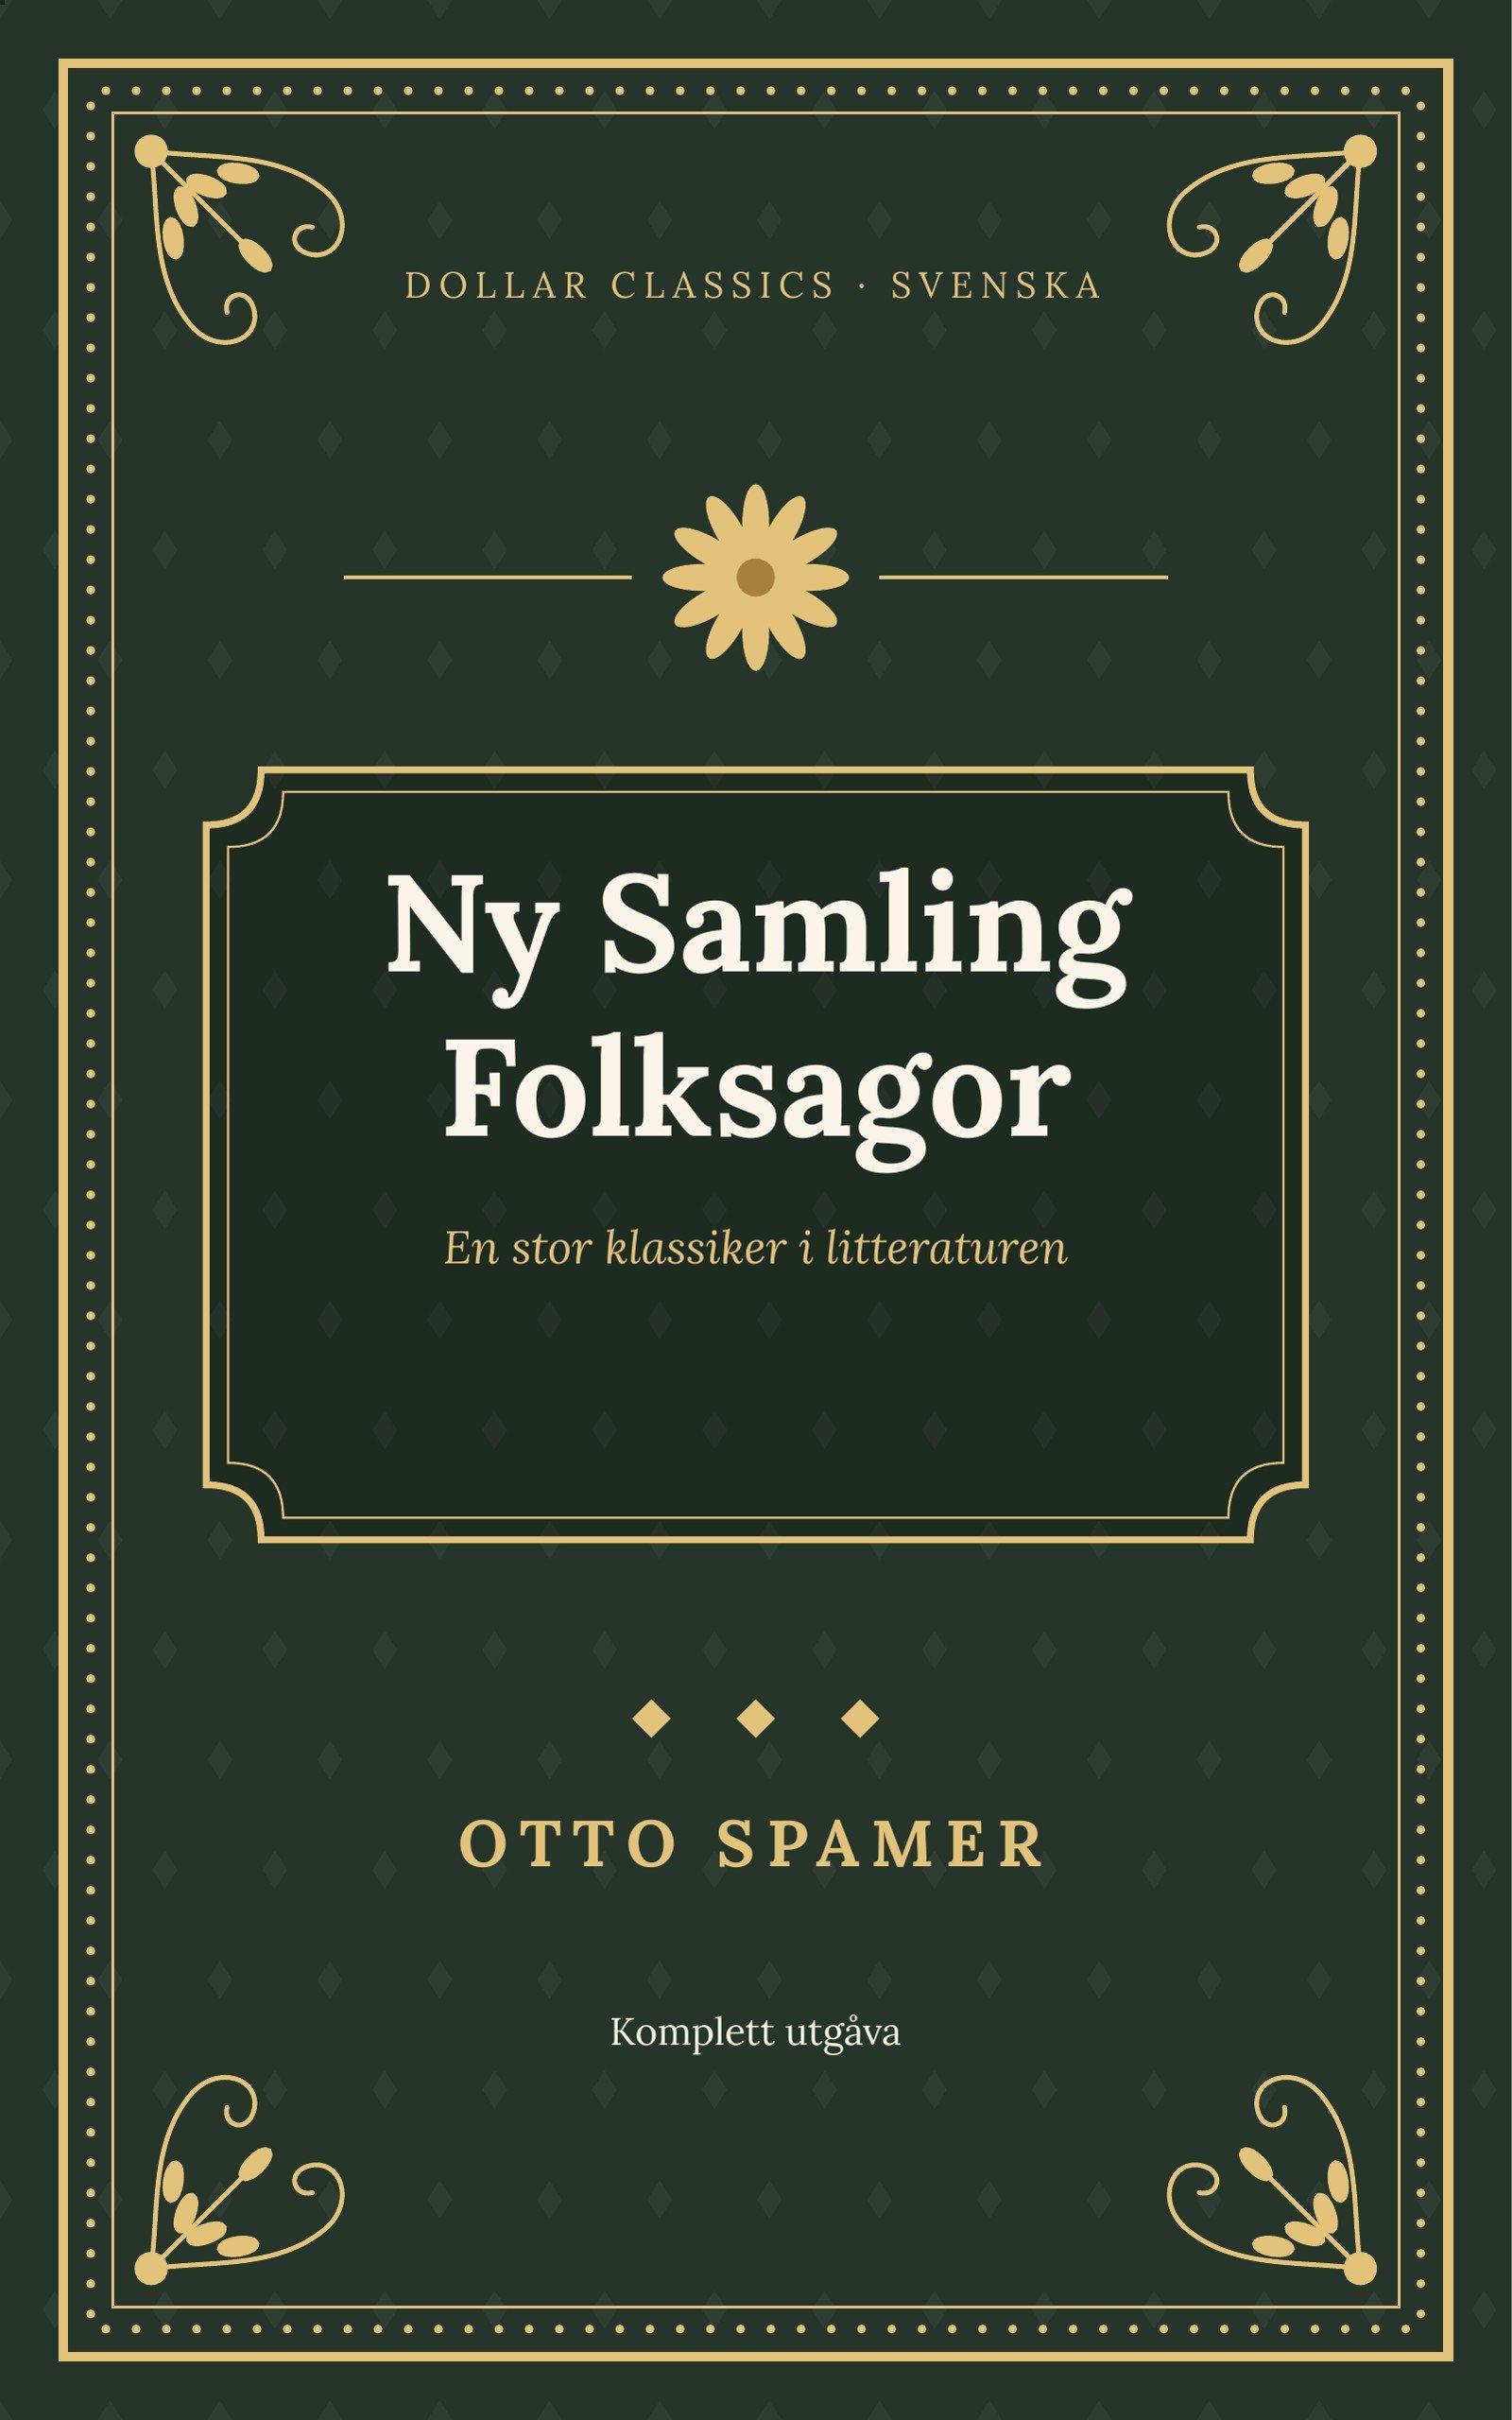 DOLLAR CLASSICS · SVENSKA
Ny Samling
Folksagor
En stor klassiker i litteraturen
OTTO SPAMER
Komplett utgåva